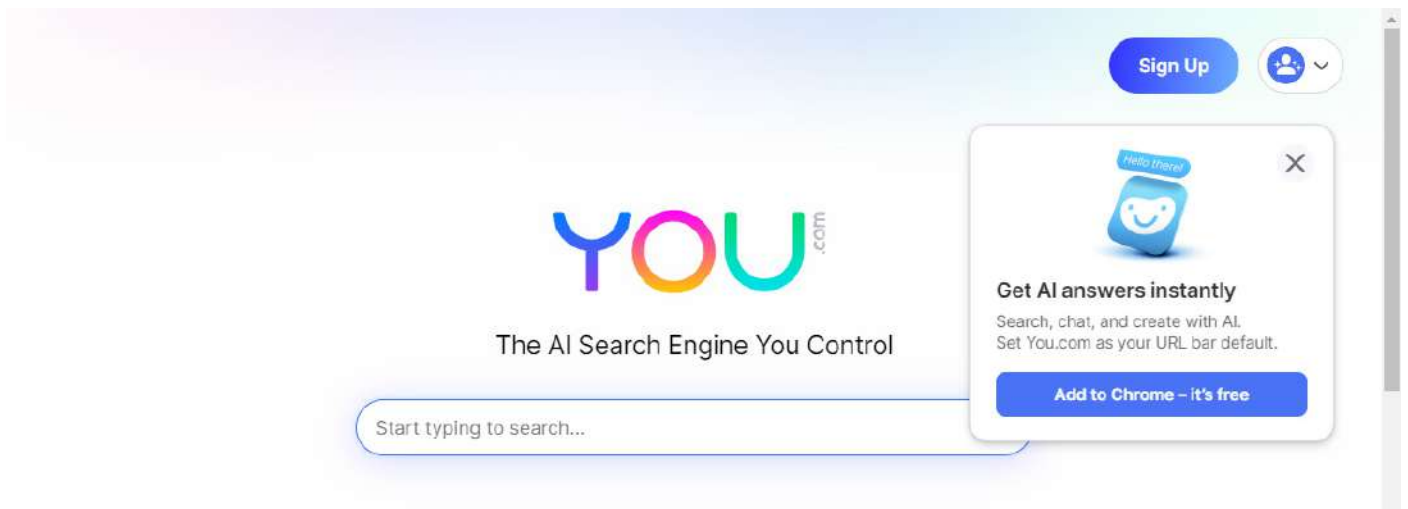 Sign Up
Hello there!
YOU.com
Get AI answers instantly
Search, chat, and create with AI.
Set You.com as your URL bar default.
The AI Search Engine You Control
Add to Chrome – it's free
Start typing to search...